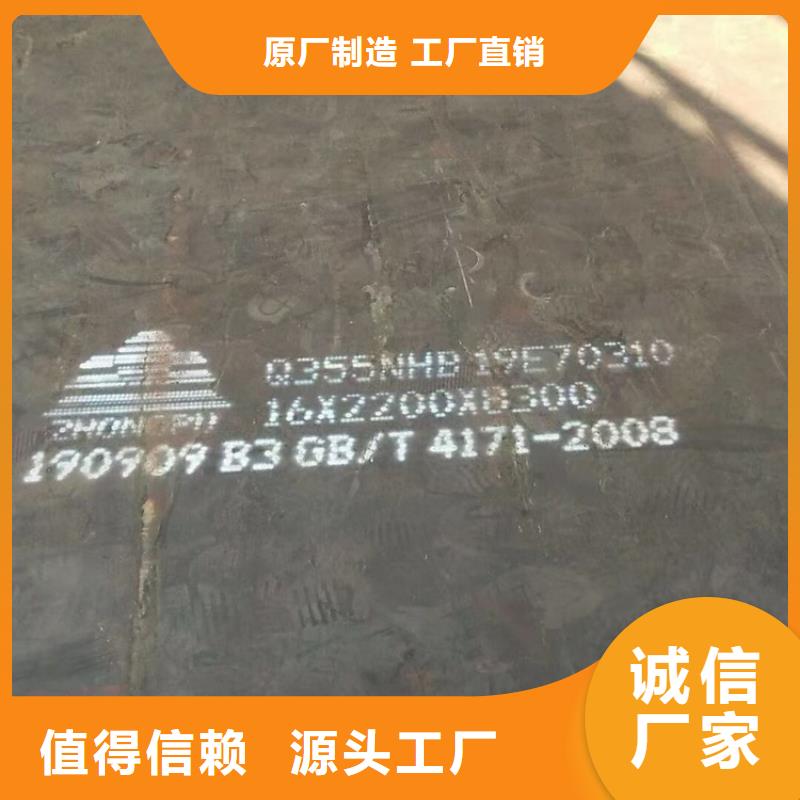 原厂制造 工厂直销
Q355NHB 19E70310
16X2200X8300
190909 B3 GB/T 4171-2008
诚信
厂家
值得信赖 源头工厂